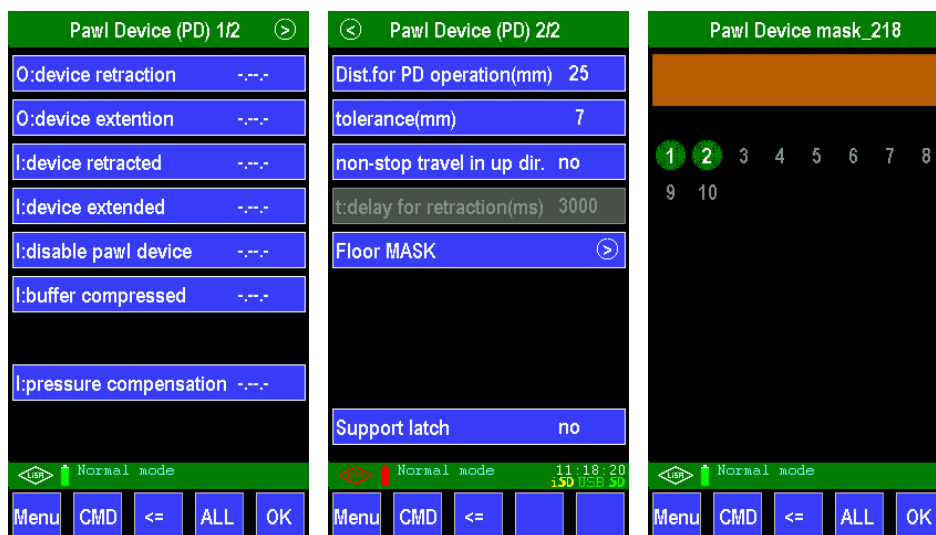 Pawl Device (PD) 1/2 >
O:device retraction -.--.-
O:device extention -.--.-
I:device retracted -.--.-
I:device extended -.--.-
I:disable pawl device -.--.-
I:buffer compressed -.--.-
I:pressure compensation -.--.-
LiSA Normal mode
Menu CMD <= ALL OK
< Pawl Device (PD) 2/2
Dist.for PD operation(mm) 25
tolerance(mm) 7
non-stop travel in up dir. no
t:delay for retraction(ms) 3000
Floor MASK >
Support latch no
LiSA Normal mode 11:18:20
iSD USB SD
Menu CMD <=
Pawl Device mask_218
1 2 3 4 5 6 7 8
9 10
LiSA Normal mode
Menu CMD <= ALL OK